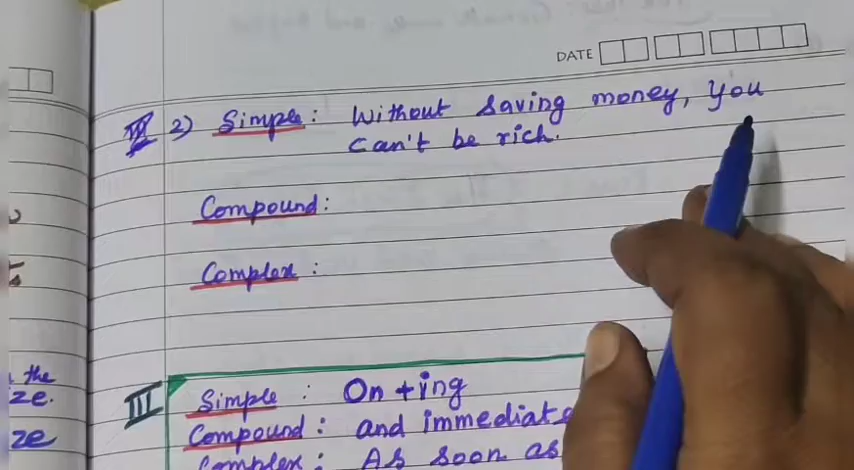 DATE
III 2) Simple: Without saving money, you
can't be rich.
Compound:
Complex:
the
ze.
ze
III
Simple : On + ing
Compound: and immediate
Complex: As soon as